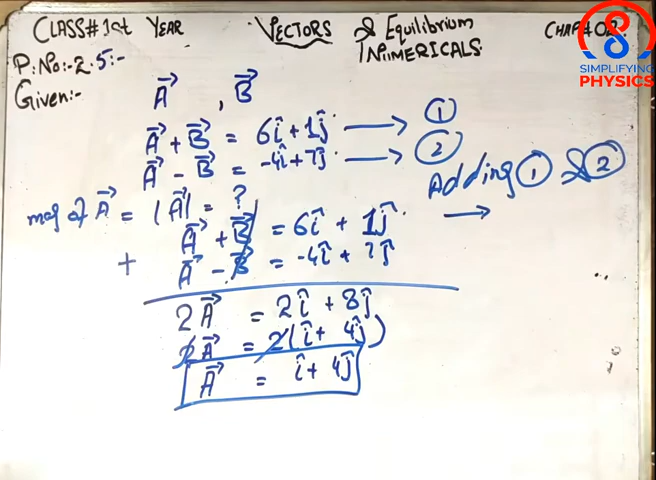 CLASS#1st YEAR VECTORS & Equilibrium CHAP#02
NUMERICALS
P.No:-2.5:-
Given:- A⃗ , B⃗
A⃗ + B⃗ = 6î + 1ĵ → ①
A⃗ - B⃗ = -4î + 7ĵ → ②
Adding ① & ②
mag of A⃗ = |A⃗| = ? →
A⃗ + B⃗ = 6î + 1ĵ
+ A⃗ - B⃗ = -4î + 7ĵ
2A⃗ = 2î + 8ĵ
2A⃗ = 2(î + 4ĵ)
A⃗ = î + 4ĵ
SIMPLIFYING
PHYSICS